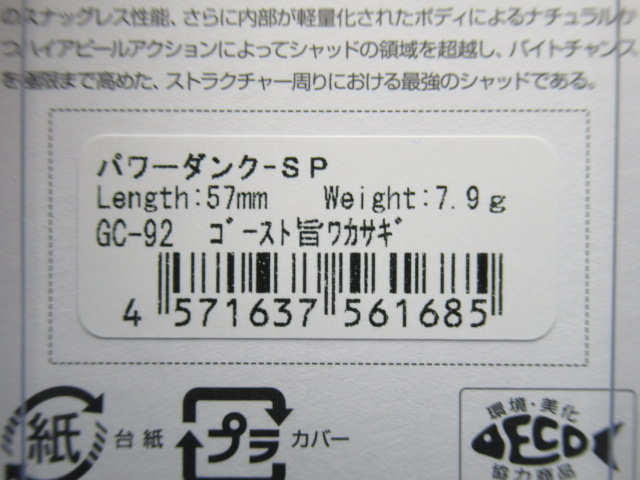 のスナッグレス性能、さらに内部が軽量化されたボディによるナチュラルか
つハイアピールアクションによってシャッドの領域を超越し、バイトチャンス
を極限まで高めた、ストラクチャー周りにおける最強のシャッドである。
パワーダンク-SP
Length:57mm Weight:7.9g
GC-92 ｺﾞｰｽﾄ旨ﾜｶｻｷﾞ
4 571637 561685
紙 台紙 プラ カバー
環境・美化
ECO
協力商品